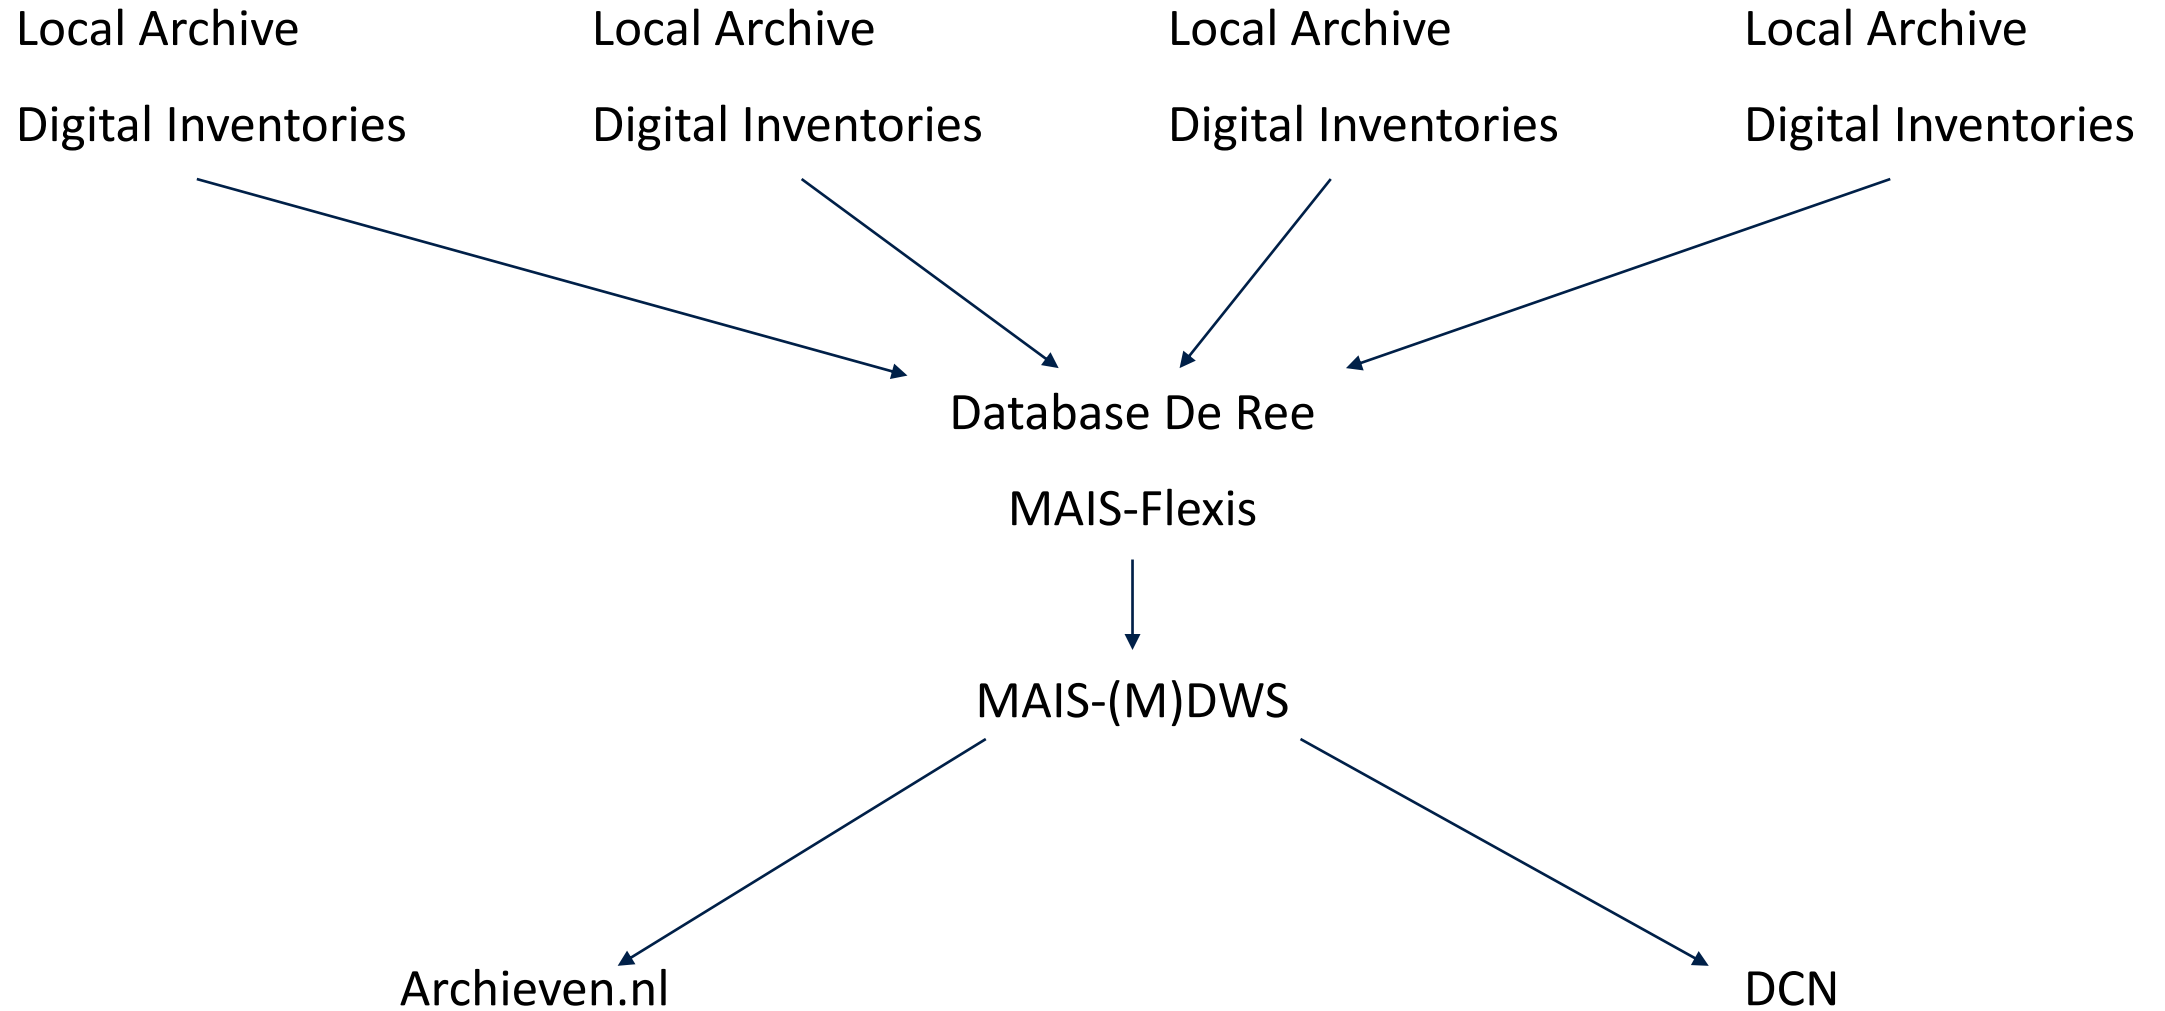 Local Archive
Digital Inventories
Local Archive
Digital Inventories
Local Archive
Digital Inventories
Local Archive
Digital Inventories
Database De Ree
MAIS-Flexis
MAIS-(M)DWS
Archieven.nl
DCN